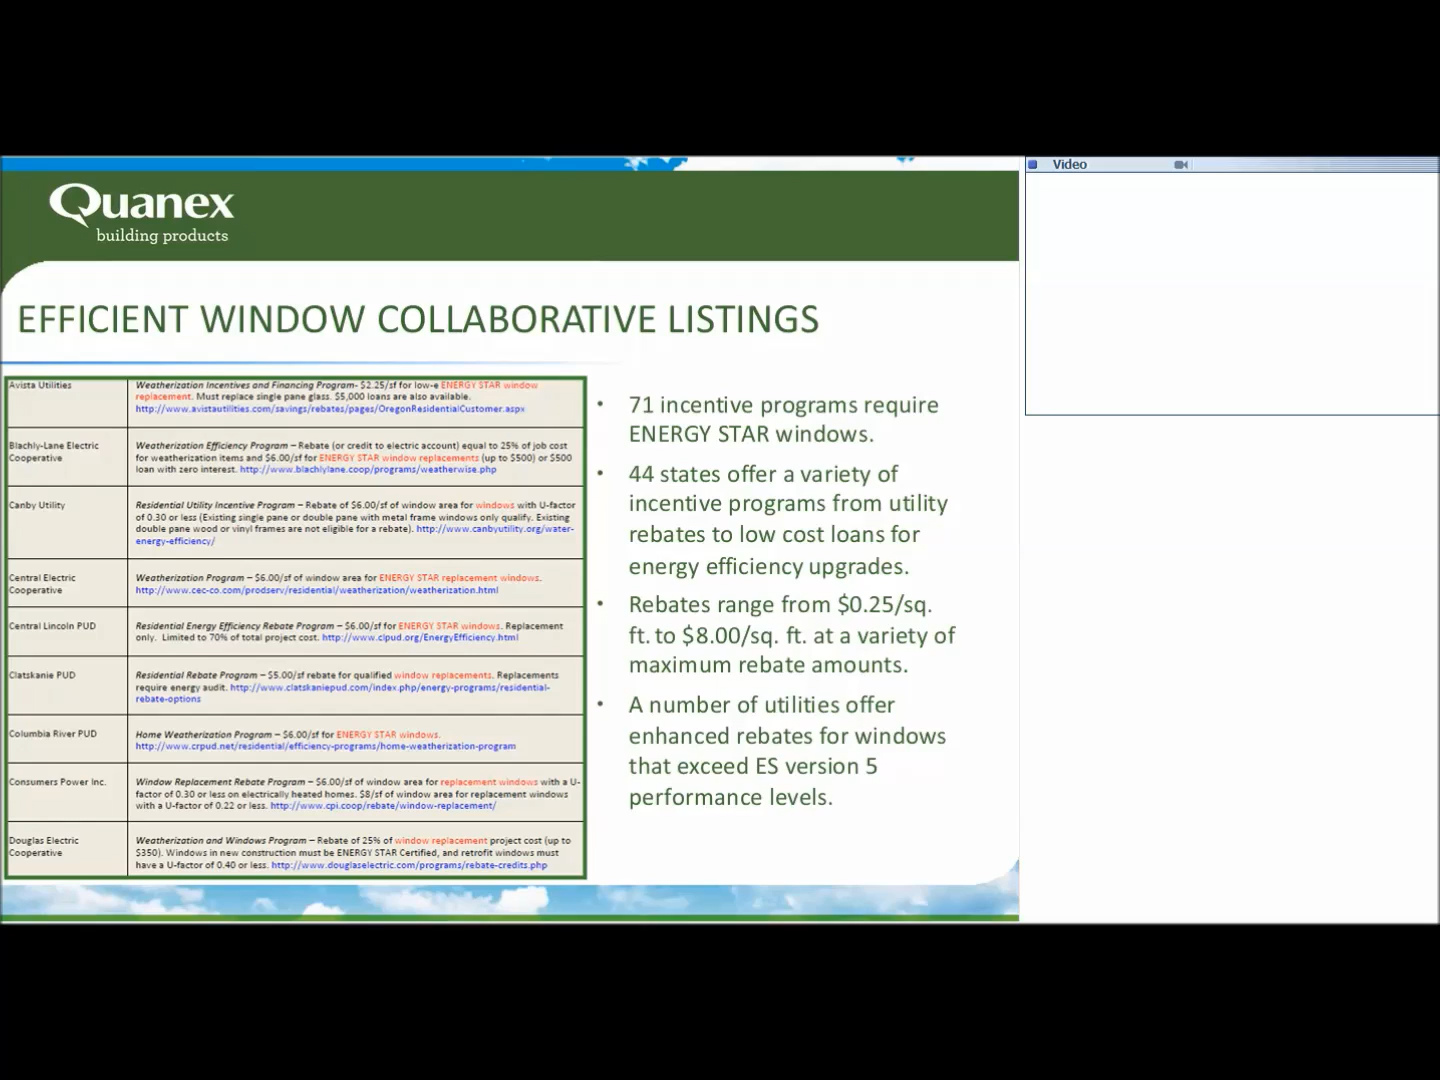 Video
Quanex
building products
EFFICIENT WINDOW COLLABORATIVE LISTINGS
Avista Utilities
Weatherization Incentives and Financing Program- $2.25/sf for low-e ENERGY STAR window
replacement. Must replace single pane glass. $5,000 loans are also available.
http://www.avistautilities.com/savings/rebates/pages/OregonResidentialCustomer.aspx
Blachly-Lane Electric
Cooperative
Weatherization Efficiency Program – Rebate (or credit to electric account) equal to 25% of job cost
for weatherization items and $6.00/sf for ENERGY STAR window replacements (up to $500) or $500
loan with zero interest. http://www.blachlylane.coop/programs/weatherwise.php
Canby Utility
Residential Utility Incentive Program – Rebate of $6.00/sf of window area for windows with U-factor
of 0.30 or less (Existing single pane or double pane with metal frame windows only qualify. Existing
double pane wood or vinyl frames are not eligible for a rebate). http://www.canbyutility.org/water-
energy-efficiency/
Central Electric
Cooperative
Weatherization Program – $6.00/sf of window area for ENERGY STAR replacement windows.
http://www.cec-co.com/prodserv/residential/weatherization/weatherization.html
Central Lincoln PUD
Residential Energy Efficiency Rebate Program – $6.00/sf for ENERGY STAR windows. Replacement
only. Limited to 70% of total project cost. http://www.clpud.org/EnergyEfficiency.html
Clatskanie PUD
Residential Rebate Program – $5.00/sf rebate for qualified window replacements. Replacements
require energy audit. http://www.clatskaniepud.com/index.php/energy-programs/residential-
rebate-options
Columbia River PUD
Home Weatherization Program – $6.00/sf for ENERGY STAR windows.
http://www.crpud.net/residential/efficiency-programs/home-weatherization-program
Consumers Power Inc.
Window Replacement Rebate Program – $6.00/sf of window area for replacement windows with a U-
factor of 0.30 or less on electrically heated homes. $8/sf of window area for replacement windows
with a U-factor of 0.22 or less. http://www.cpi.coop/rebate/window-replacement/
Douglas Electric
Cooperative
Weatherization and Windows Program – Rebate of 25% of window replacement project cost (up to
$350). Windows in new construction must be ENERGY STAR Certified, and retrofit windows must
have a U-factor of 0.40 or less. http://www.douglaselectric.com/programs/rebate-credits.php
• 71 incentive programs require
ENERGY STAR windows.
• 44 states offer a variety of
incentive programs from utility
rebates to low cost loans for
energy efficiency upgrades.
• Rebates range from $0.25/sq.
ft. to $8.00/sq. ft. at a variety of
maximum rebate amounts.
• A number of utilities offer
enhanced rebates for windows
that exceed ES version 5
performance levels.